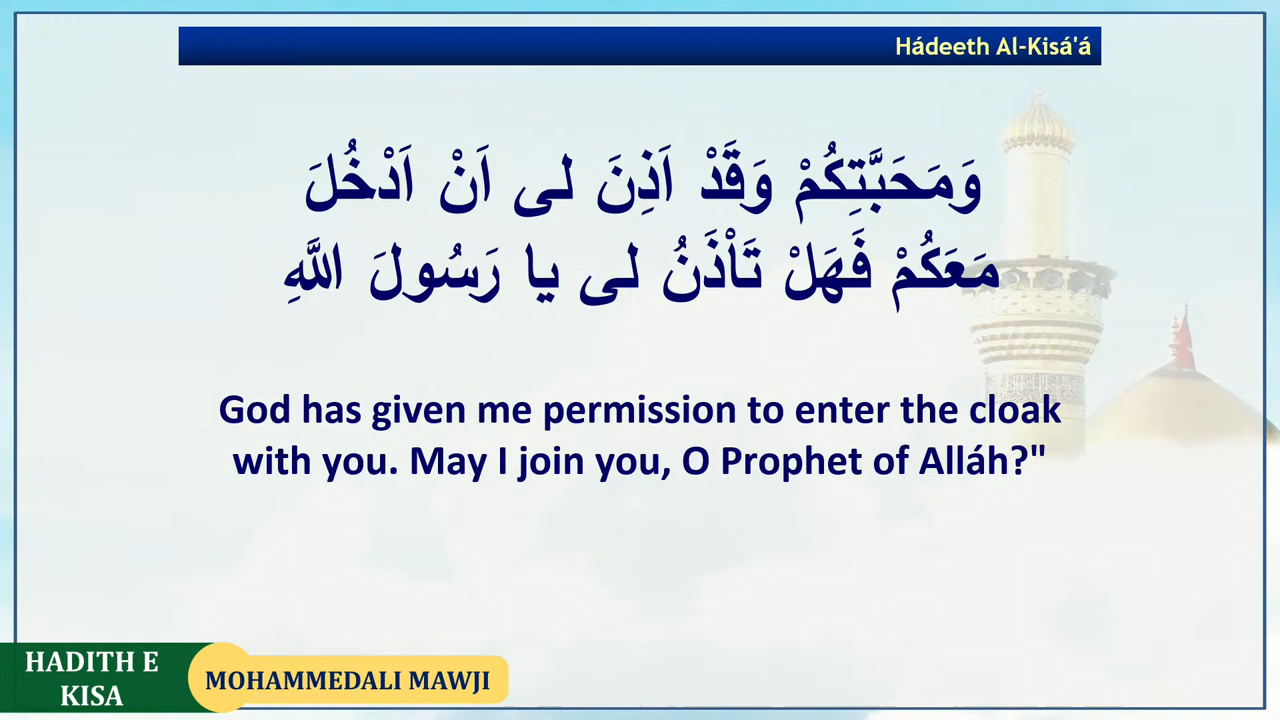 Hádeeth Al-Kisá'á
وَمَحَبَّتِكُمْ وَقَدْ اَذِنَ لى اَنْ اَدْخُلَ
مَعَكُمْ فَهَلْ تَاْذَنُ لى يا رَسُولَ اللَّهِ
God has given me permission to enter the cloak
with you. May I join you, O Prophet of Alláh?"
HADITH E
KISA
MOHAMMEDALI MAWJI